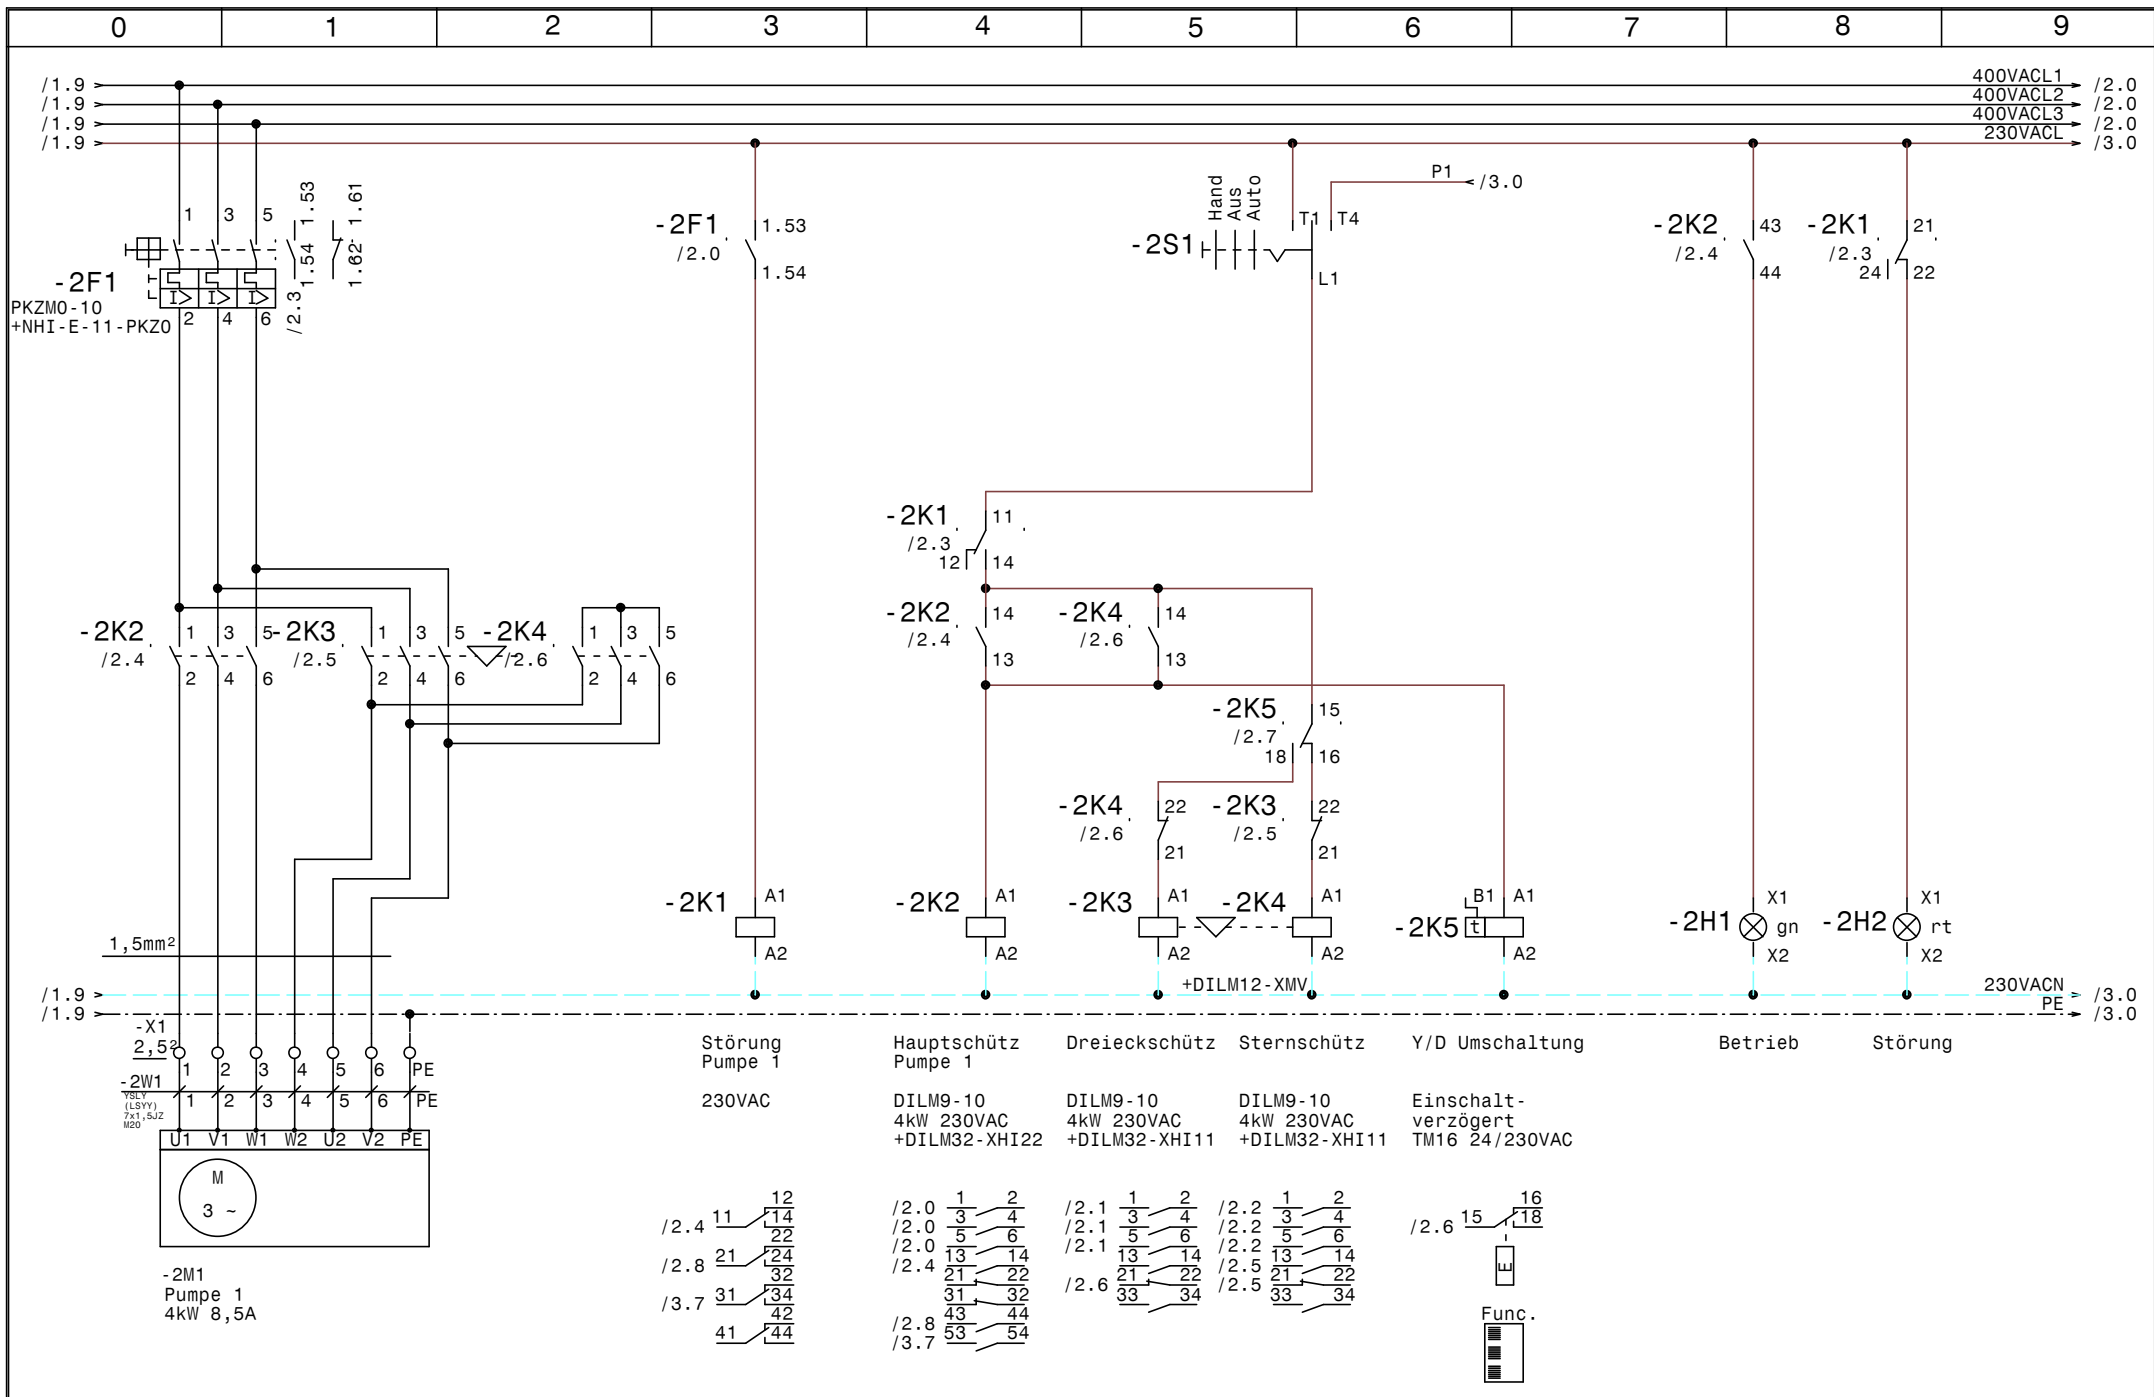 0 1 2 3 4 5 6 7 8 9
/1.9 400VACL1 /2.0
/1.9 400VACL2 /2.0
/1.9 400VACL3 /2.0
/1.9 230VACL /3.0
P1 /3.0
Hand
Aus
Auto
1 3 5
1.53
1.54
1.61
1.62
-2F1
PKZM0-10
+NHI-E-11-PKZ0
I> I> I>
2 4 6
/2.3
-2F1 1.53
/2.0
1.54
-2S1
T1 T4
L1
-2K2 43
/2.4
44
-2K1 21
/2.3
24 22
-2K1 11
/2.3
12 14
-2K2 1 3 5
/2.4
2 4 6
-2K3 1 3 5
/2.5
2 4 6
-2K4 1 3 5
/2.6
2 4 6
-2K2 14
/2.4
13
-2K4 14
/2.6
13
-2K5 15
/2.7
18 16
-2K4 22
/2.6
21
-2K3 22
/2.5
21
-2K1 A1
A2
-2K2 A1
A2
-2K3 A1
A2
-2K4 A1
A2
B1 A1
-2K5 t
A2
X1
-2H1 gn
X2
X1
-2H2 rt
X2
1,5mm²
+DILM12-XMV
/1.9 230VACN /3.0
/1.9 PE /3.0
-X1
2,5²
1 2 3 4 5 6 PE
-2W1
YSLY
(LSYY)
7x1,5JZ
M20
1 2 3 4 5 6 PE
U1 V1 W1 W2 U2 V2 PE
M
3 ~
-2M1
Pumpe 1
4kW 8,5A
Störung
Pumpe 1
230VAC
Hauptschütz
Pumpe 1
DILM9-10
4kW 230VAC
+DILM32-XHI22
Dreieckschütz
DILM9-10
4kW 230VAC
+DILM32-XHI11
Sternschütz
DILM9-10
4kW 230VAC
+DILM32-XHI11
Y/D Umschaltung
Einschalt-
verzögert
TM16 24/230VAC
Betrieb
Störung
12
/2.4 11 14
22
/2.8 21 24
32
/3.7 31 34
42
41 44
/2.0 1 2
/2.0 3 4
/2.0 5 6
/2.4 13 14
21 22
31 32
/2.8 43 44
/3.7 53 54
/2.1 1 2
/2.1 3 4
/2.1 5 6
13 14
/2.6 21 22
33 34
/2.2 1 2
/2.2 3 4
/2.2 5 6
/2.5 13 14
/2.5 21 22
33 34
16
/2.6 15 18
E
Func.